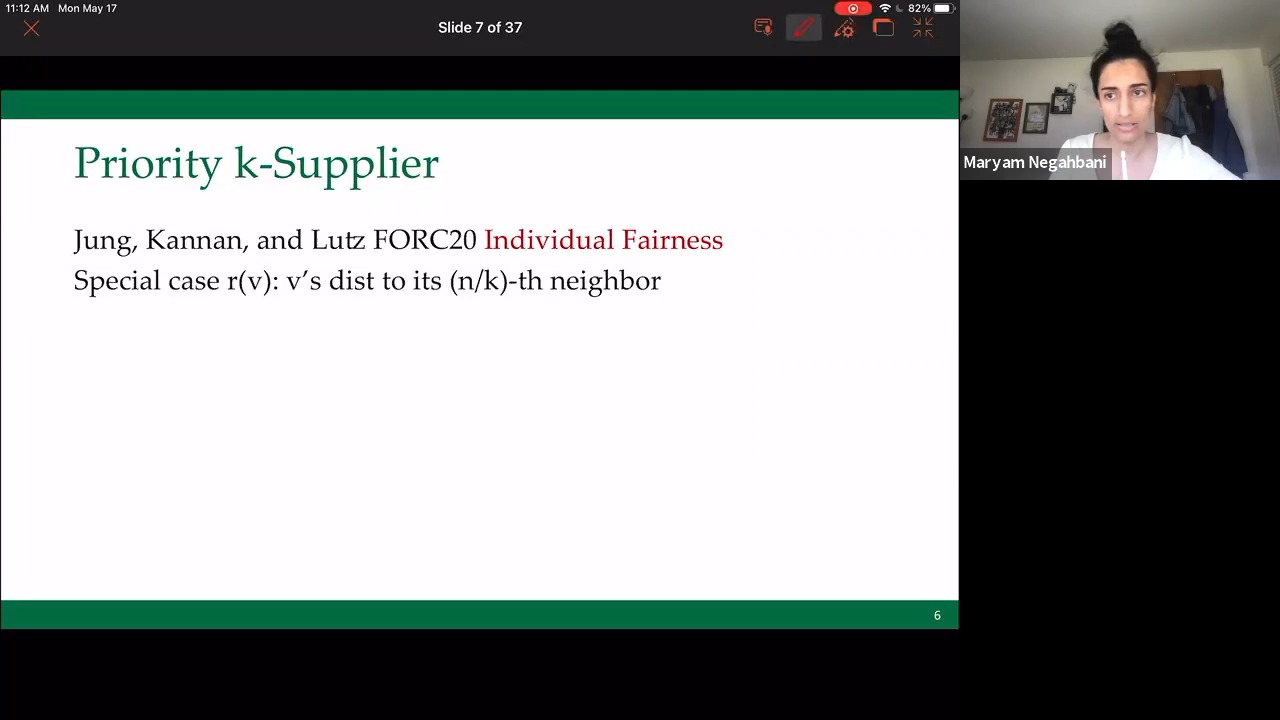 11:12 AM Mon May 17
82%
Slide 7 of 37
Priority k-Supplier
Jung, Kannan, and Lutz FORC20 Individual Fairness
Special case r(v): v’s dist to its (n/k)-th neighbor
6
Maryam Negahbani